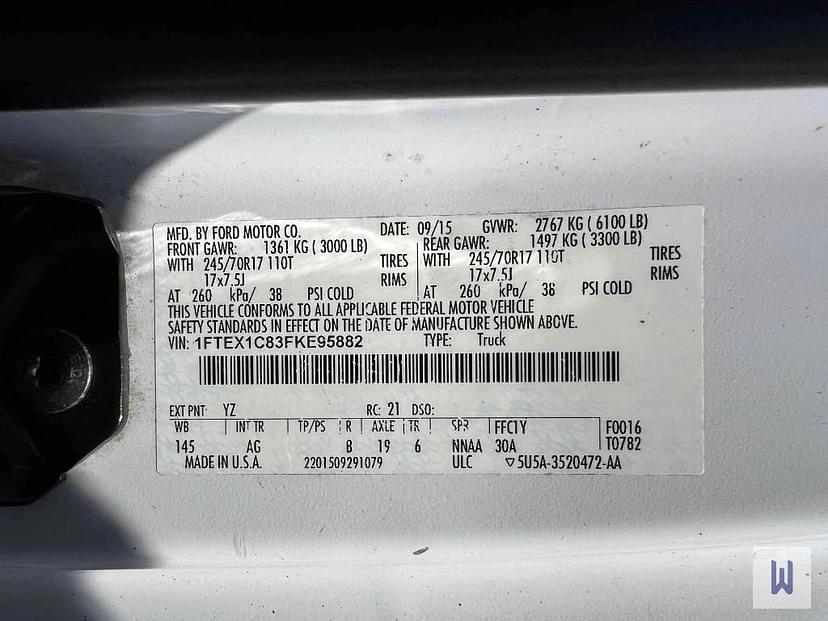 MFD. BY FORD MOTOR CO. DATE: 09/15 GVWR: 2767 KG ( 6100 LB)
FRONT GAWR: 1361 KG ( 3000 LB) REAR GAWR: 1497 KG ( 3300 LB)
WITH 245/70R17 110T TIRES 245/70R17 110T TIRES
17x7.5J RIMS 17x7.5J RIMS
AT 260 kPa/ 38 PSI COLD AT 260 kPa/ 38 PSI COLD
THIS VEHICLE CONFORMS TO ALL APPLICABLE FEDERAL MOTOR VEHICLE
SAFETY STANDARDS IN EFFECT ON THE DATE OF MANUFACTURE SHOWN ABOVE.
VIN: 1FTEX1C83FKE95882 TYPE: Truck
EXT PNT: YZ RC: 21 DSO:
WB INT TR TP/PS R AXLE TR SPR FFC1Y F0016
145 AG B 19 6 NNAA 30A T0782
MADE IN U.S.A. 2201509291079 ULC ▽5U5A-3520472-AA
W